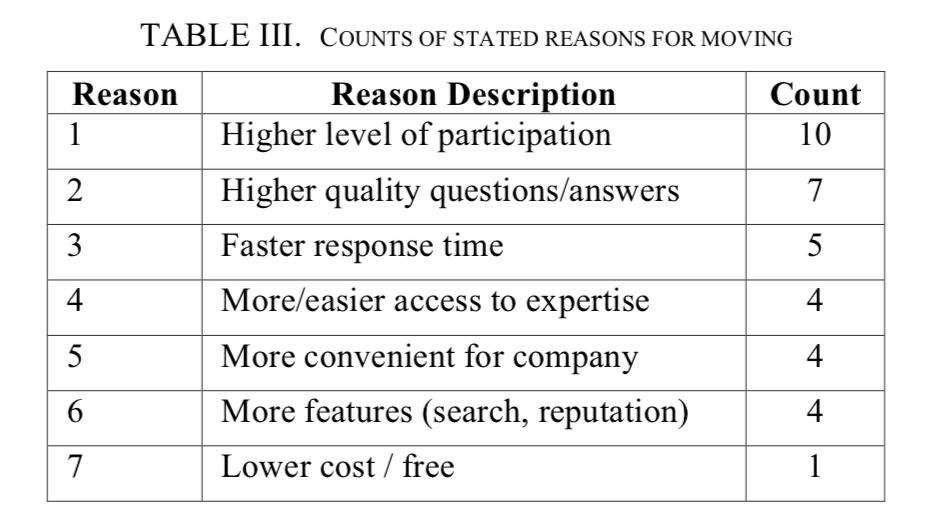 TABLE III. COUNTS OF STATED REASONS FOR MOVING
Reason Reason Description Count
1 Higher level of participation 10
2 Higher quality questions/answers 7
3 Faster response time 5
4 More/easier access to expertise 4
5 More convenient for company 4
6 More features (search, reputation) 4
7 Lower cost / free 1